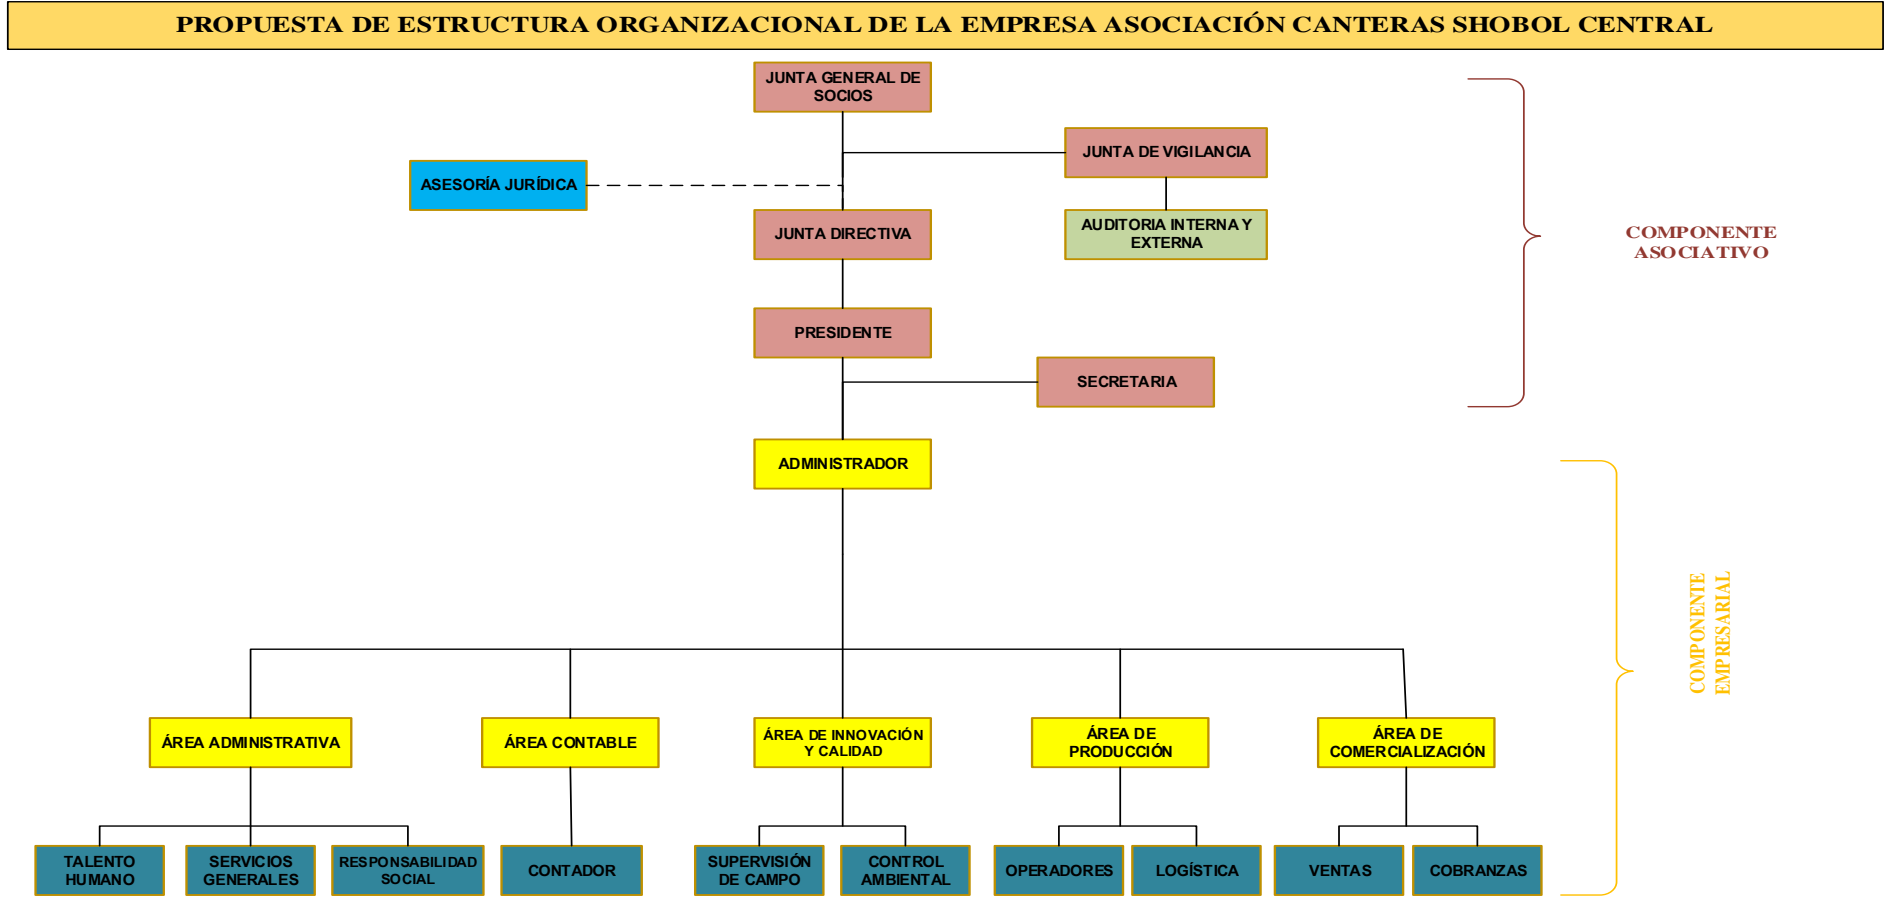 PROPUESTA DE ESTRUCTURA ORGANIZACIONAL DE LA EMPRESA ASOCIACIÓN CANTERAS SHOBOL CENTRAL
JUNTA GENERAL DE
SOCIOS
JUNTA DE VIGILANCIA
ASESORÍA JURÍDICA
JUNTA DIRECTIVA
AUDITORIA INTERNA Y
EXTERNA
COMPONENTE
ASOCIATIVO
PRESIDENTE
SECRETARIA
ADMINISTRADOR
COMPONENTE
EMPRESARIAL
ÁREA ADMINISTRATIVA
ÁREA CONTABLE
ÁREA DE INNOVACIÓN
Y CALIDAD
ÁREA DE
PRODUCCIÓN
ÁREA DE
COMERCIALIZACIÓN
TALENTO
HUMANO
SERVICIOS
GENERALES
RESPONSABILIDAD
SOCIAL
CONTADOR
SUPERVISIÓN
DE CAMPO
CONTROL
AMBIENTAL
OPERADORES
LOGÍSTICA
VENTAS
COBRANZAS